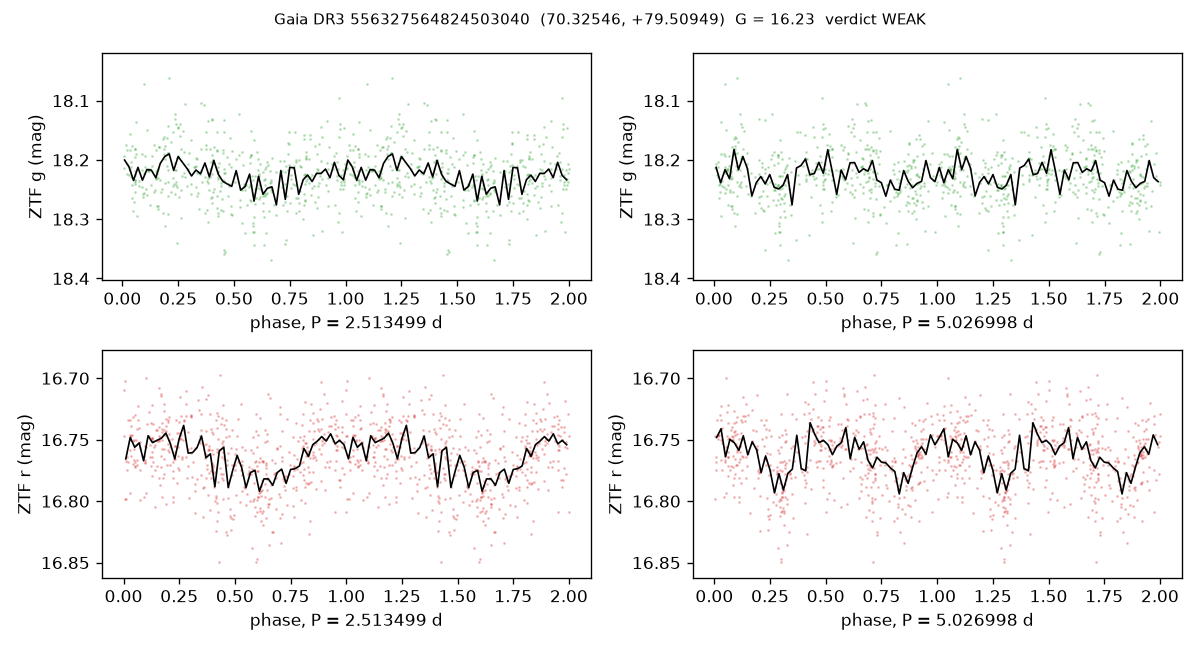 Gaia DR3 556327564824503040 (70.32546, +79.50949) G = 16.23 verdict WEAK
ZTF g (mag)
18.1
18.2
18.3
18.4
0.00 0.25 0.50 0.75 1.00 1.25 1.50 1.75 2.00
phase, P = 2.513499 d
ZTF g (mag)
18.1
18.2
18.3
18.4
0.00 0.25 0.50 0.75 1.00 1.25 1.50 1.75 2.00
phase, P = 5.026998 d
ZTF r (mag)
16.70
16.75
16.80
16.85
0.00 0.25 0.50 0.75 1.00 1.25 1.50 1.75 2.00
phase, P = 2.513499 d
ZTF r (mag)
16.70
16.75
16.80
16.85
0.00 0.25 0.50 0.75 1.00 1.25 1.50 1.75 2.00
phase, P = 5.026998 d